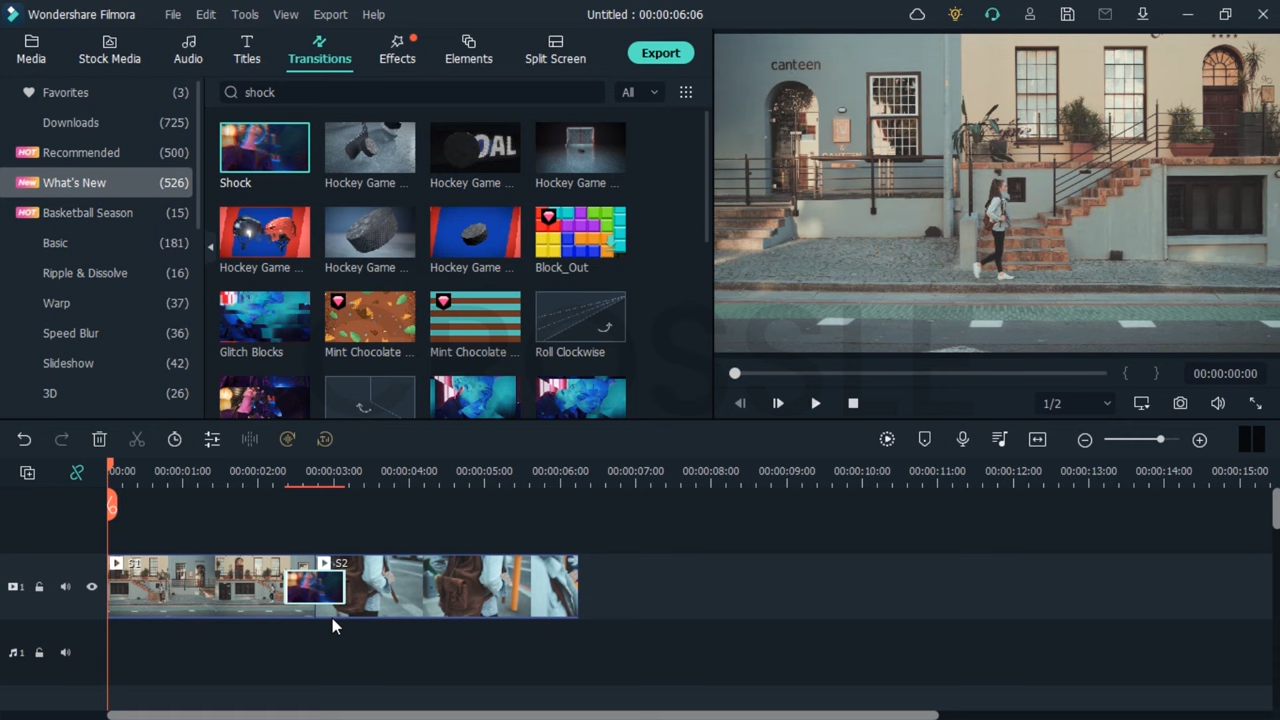 Wondershare Filmora File Edit Tools View Export Help Untitled : 00:00:06:06
Media Stock Media Audio Titles Transitions Effects Elements Split Screen Export
Favorites (3)
Downloads (725)
HOT Recommended (500)
New What's New (526)
HOT Basketball Season (15)
Basic (181)
Ripple & Dissolve (16)
Warp (37)
Speed Blur (36)
Slideshow (42)
3D (26)
shock All
OAL
Shock Hockey Game ... Hockey Game ... Hockey Game ...
Hockey Game ... Hockey Game ... Hockey Game ... Block_Out
Glitch Blocks Mint Chocolate ... Mint Chocolate ... Roll Clockwise
canteen
CANTEEN
{ } 00:00:00:00
1/2
00:00 00:00:01:00 00:00:02:00 00:00:03:00 00:00:04:00 00:00:05:00 00:00:06:00 00:00:07:00 00:00:08:00 00:00:09:00 00:00:10:00 00:00:11:00 00:00:12:00 00:00:13:00 00:00:14:00 00:00:15:00
S1 S2
1
1